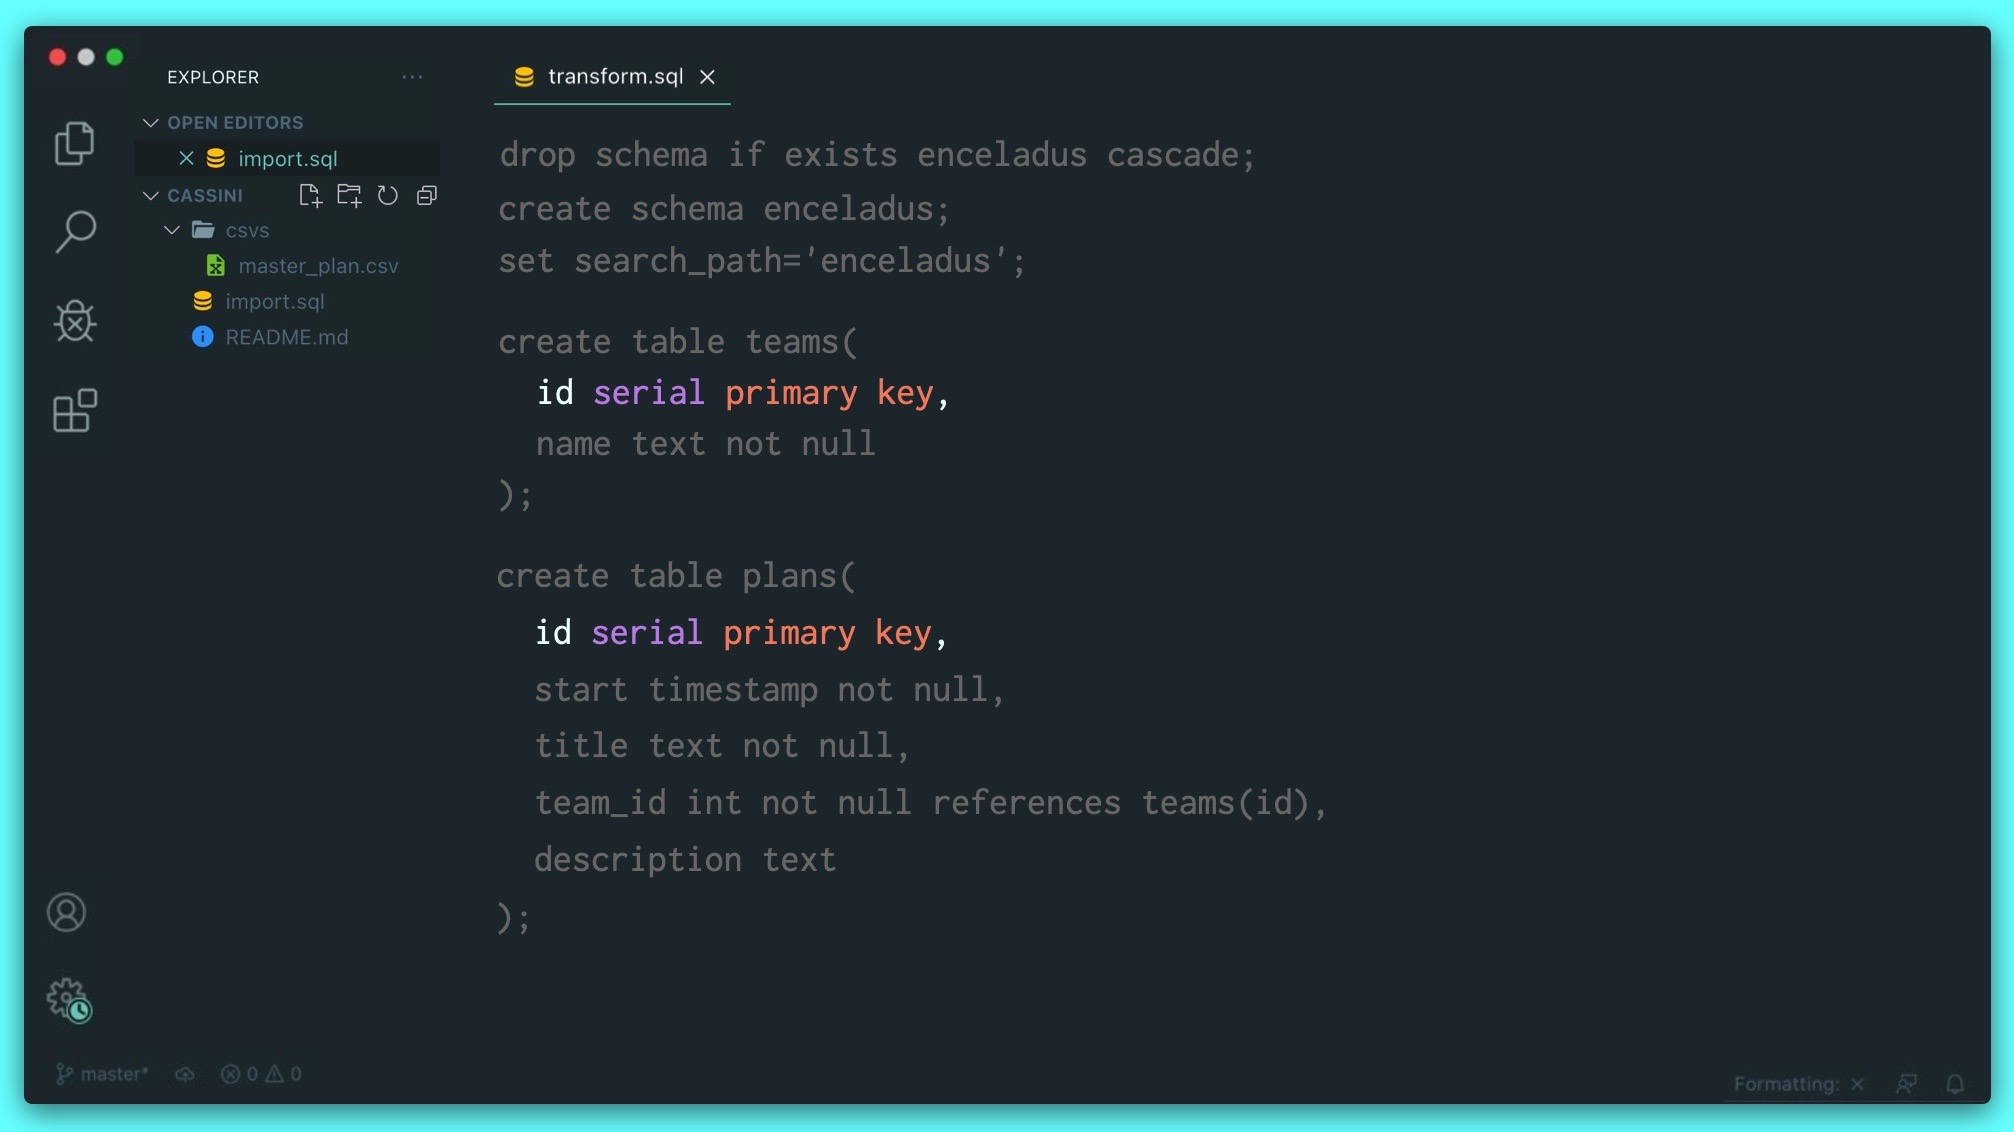 EXPLORER
OPEN EDITORS
import.sql
CASSINI
csvs
master_plan.csv
import.sql
README.md
transform.sql
drop schema if exists enceladus cascade;
create schema enceladus;
set search_path='enceladus';
create table teams(
id serial primary key,
name text not null
);
create table plans(
id serial primary key,
start timestamp not null,
title text not null,
team_id int not null references teams(id),
description text
);
master* 0 0
Formatting: